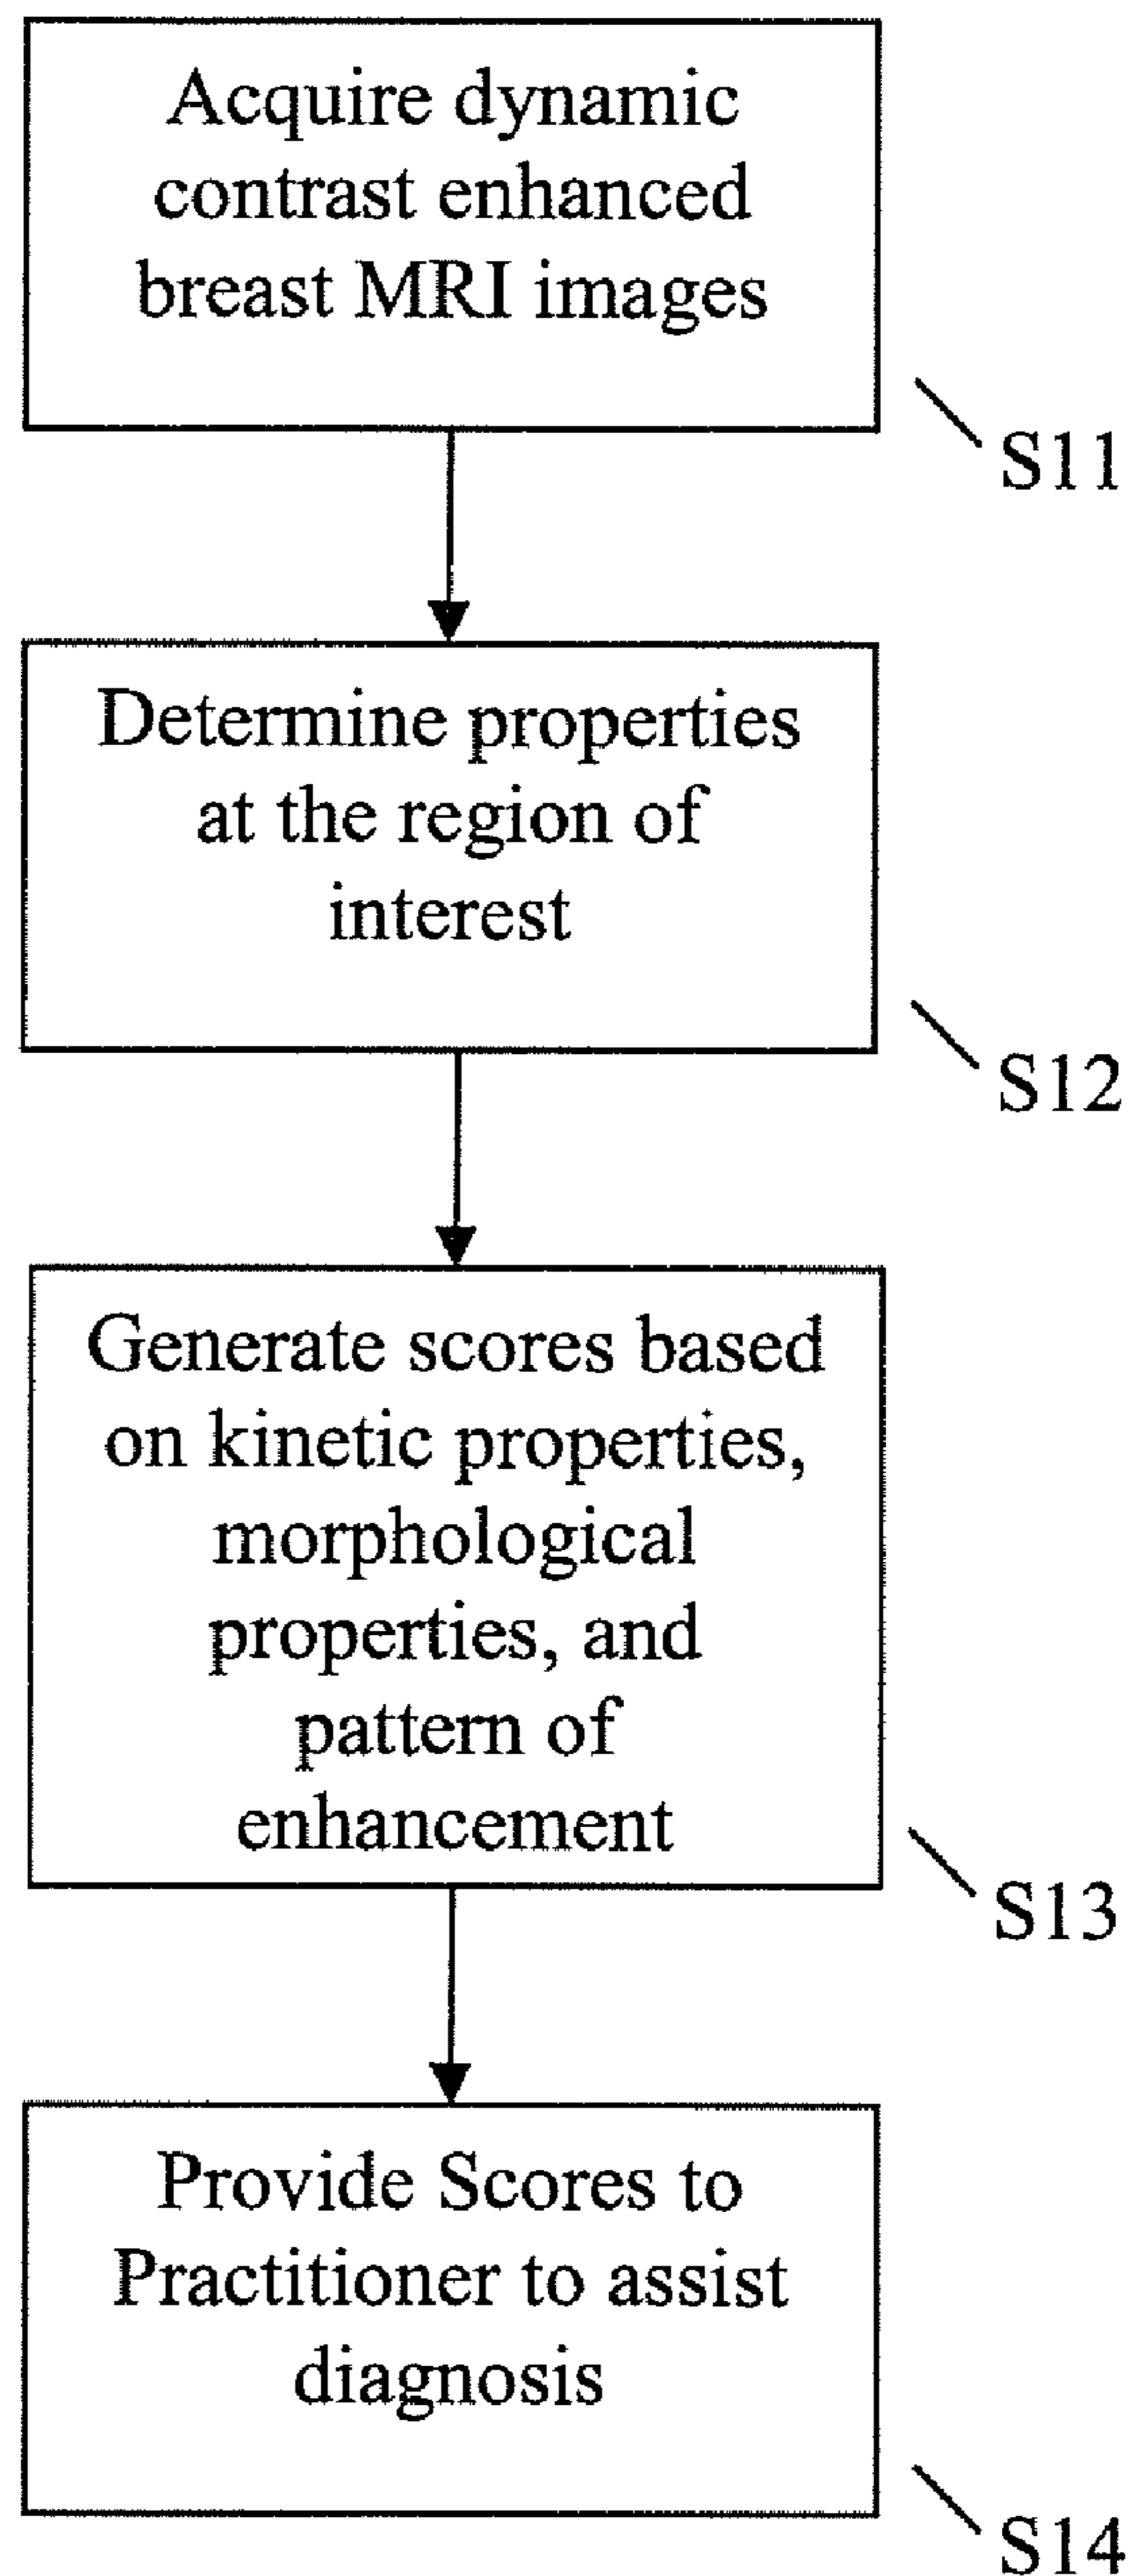 Acquire dynamic
contrast enhanced
breast MRI images
S11
Determine properties
at the region of
interest
S12
Generate scores based
on kinetic properties,
morphological
properties, and
pattern of
enhancement
S13
Provide Scores to
Practitioner to assist
diagnosis
S14